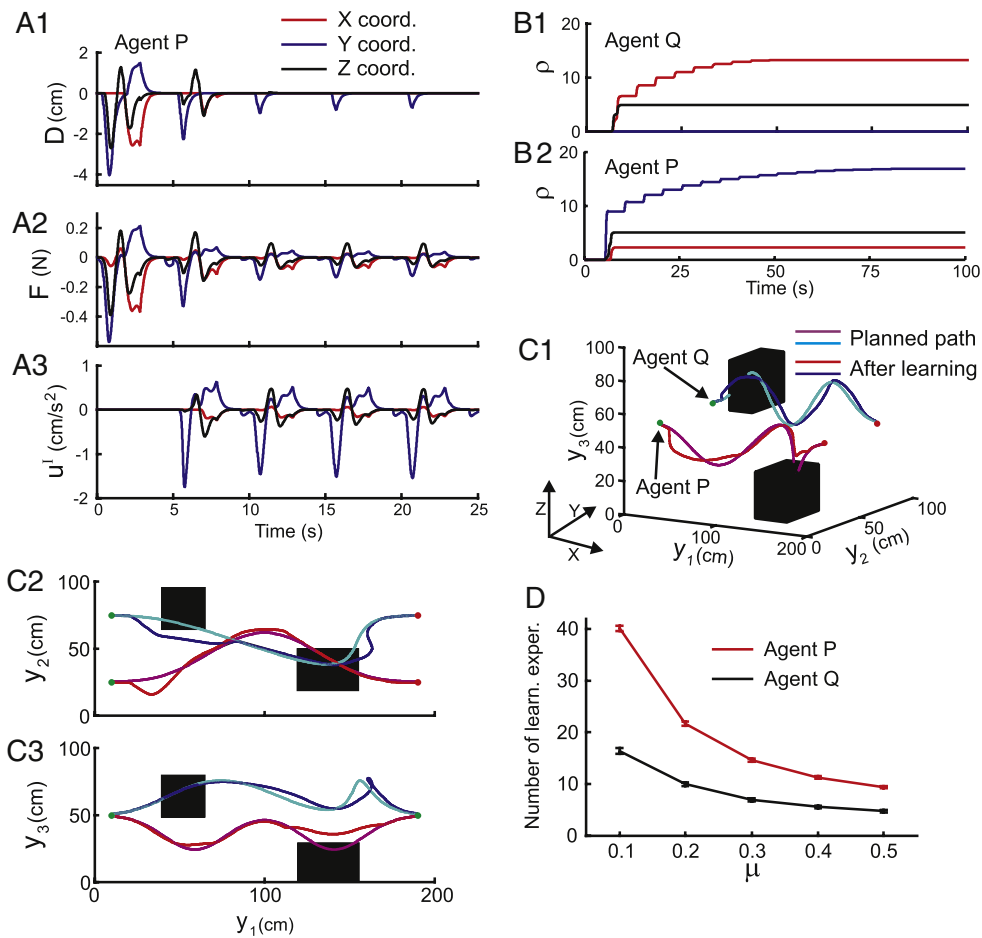 A1
Agent P
X coord.
Y coord.
Z coord.
2
0
-2
-4
D (cm)
A2
0.2
0
-0.2
-0.4
F (N)
A3
1
0
-1
-2
u^I (cm/s²)
0 5 10 15 20 25
Time (s)
B1
Agent Q
20
10
0
ρ
B2
Agent P
20
10
0
ρ
0 25 50 75 100
Time (s)
C1
Planned path
After learning
Agent Q
Agent P
100
80
60
40
20
0
y₃(cm)
0 100 200
y₁(cm)
0 50 100
y₂ (cm)
Z Y X
C2
100
50
0
y₂(cm)
C3
100
50
0
y₃(cm)
0 100 200
y₁(cm)
D
Agent P
Agent Q
40
30
20
10
0
Number of learn. exper.
0.1 0.2 0.3 0.4 0.5
μ